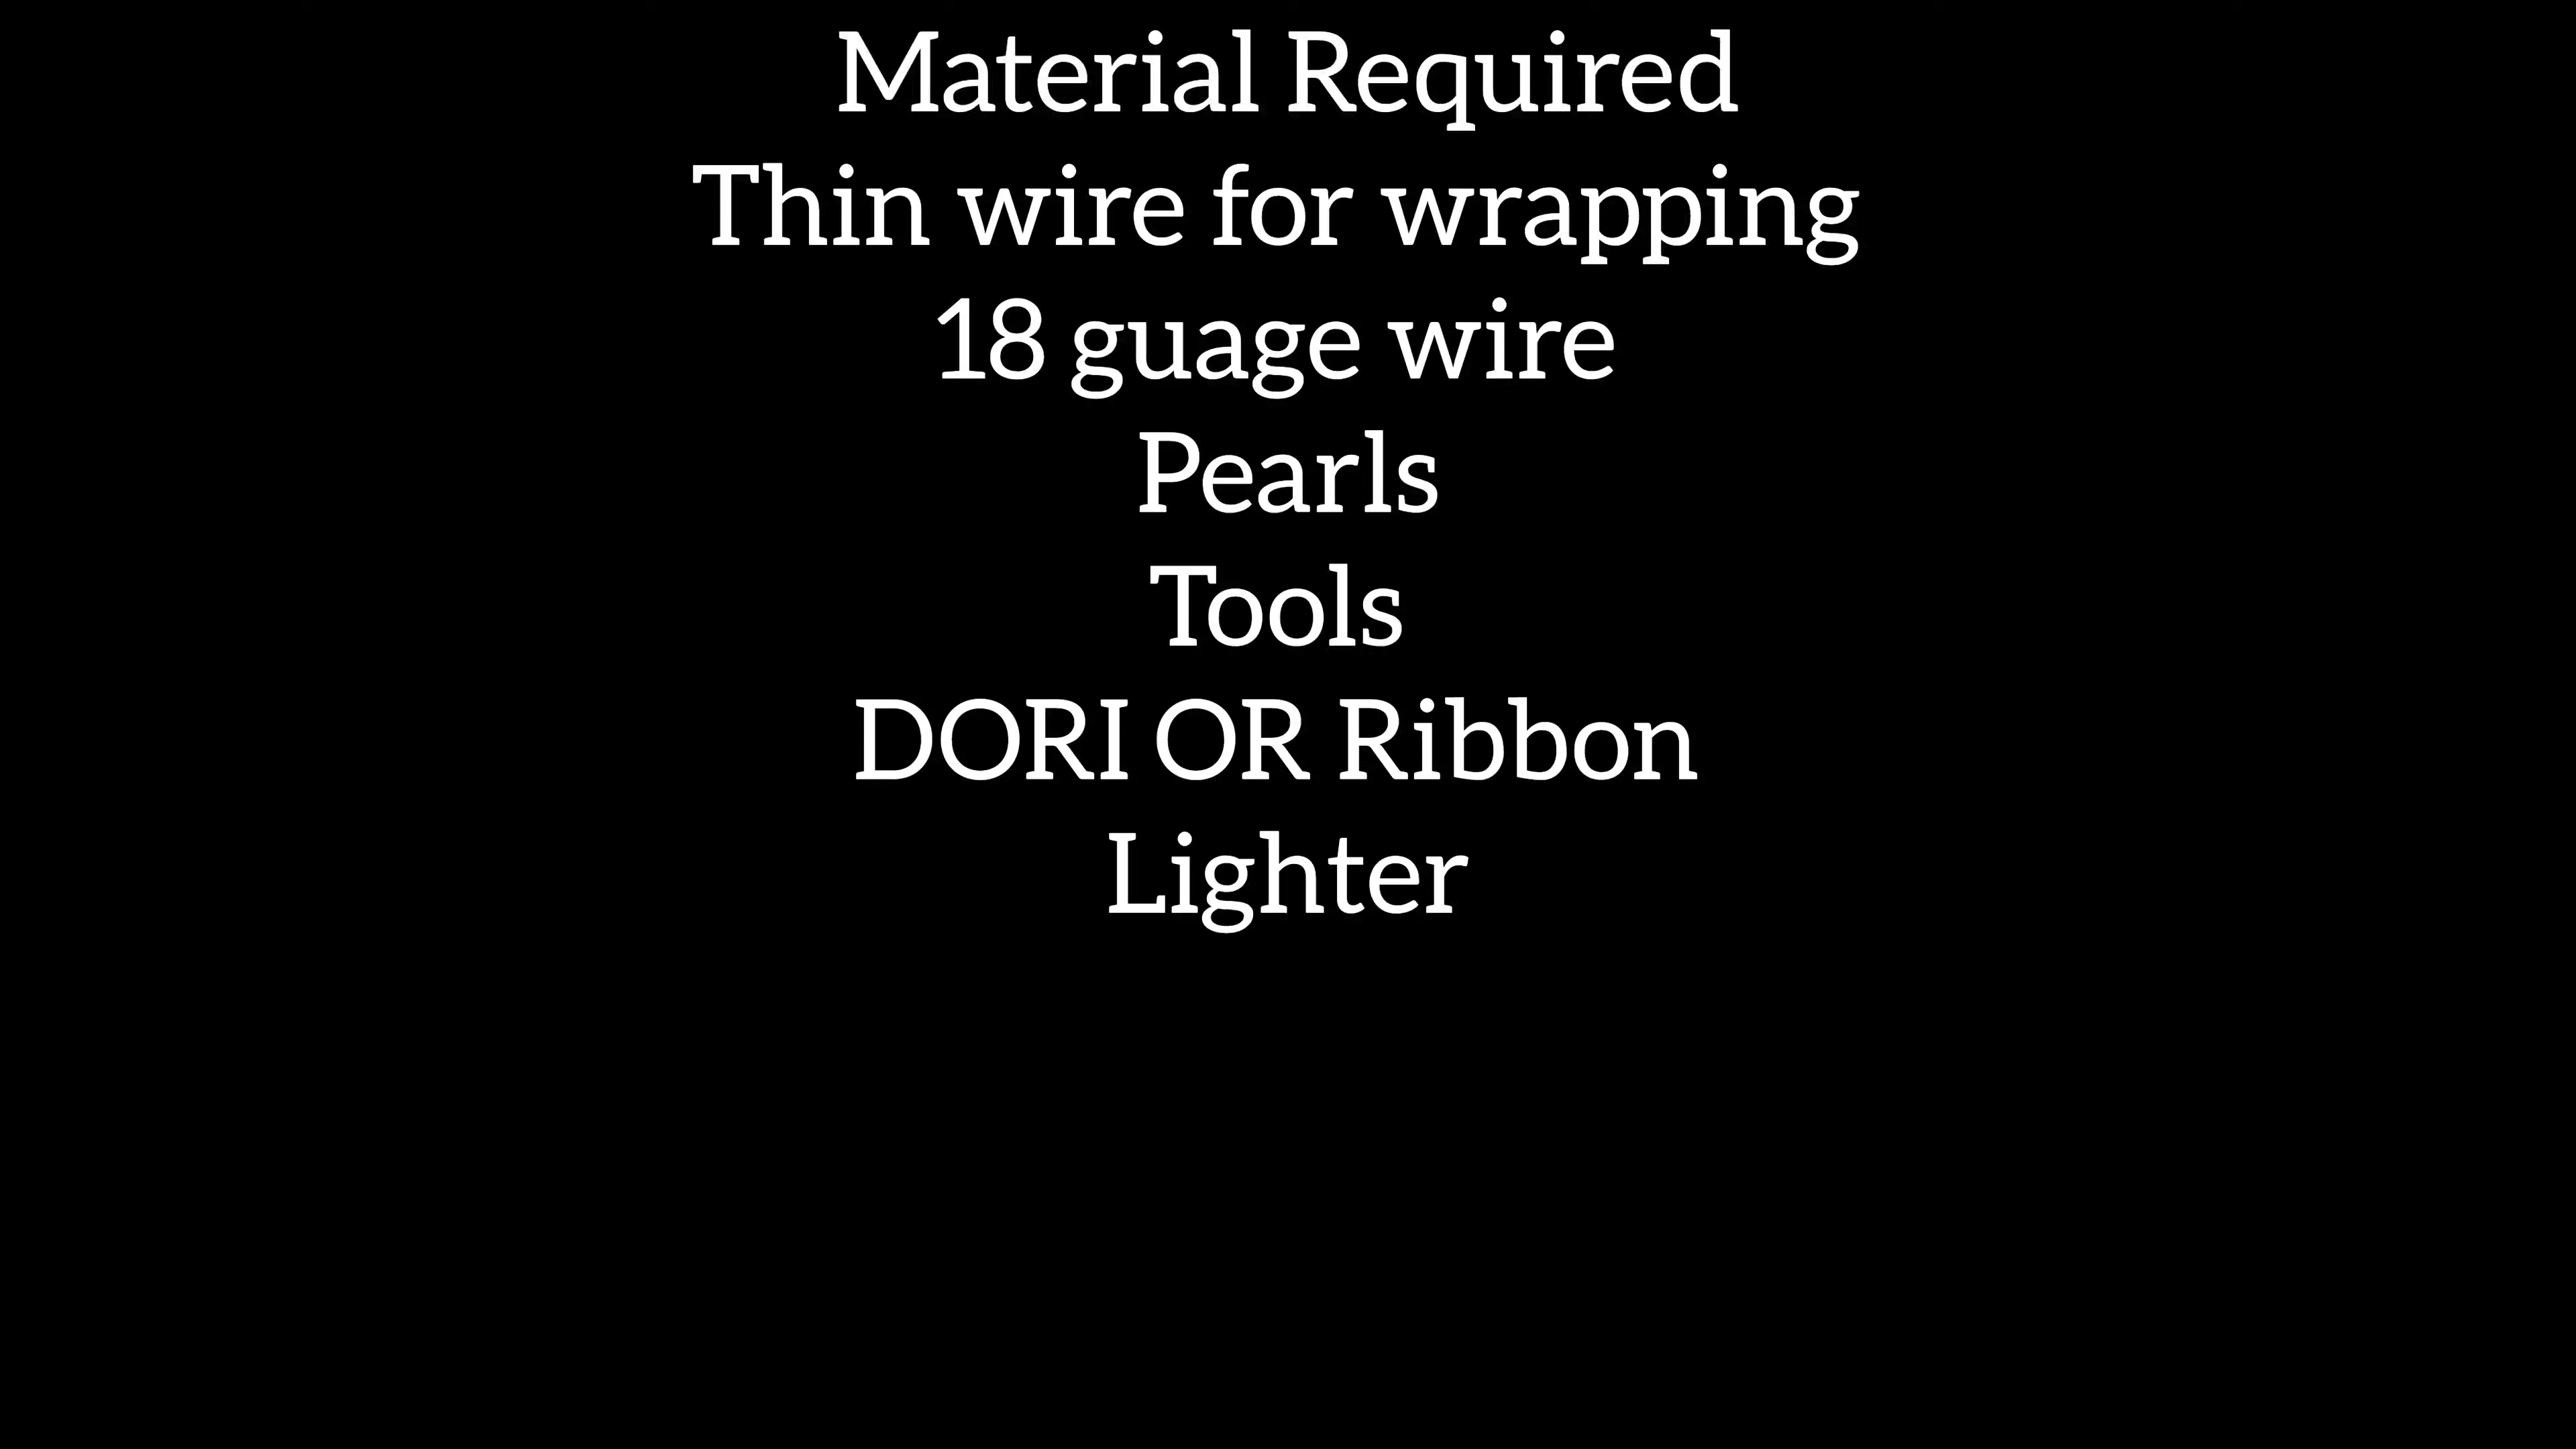 Material Required
Thin wire for wrapping
18 guage wire
Pearls
Tools
DORI OR Ribbon
Lighter